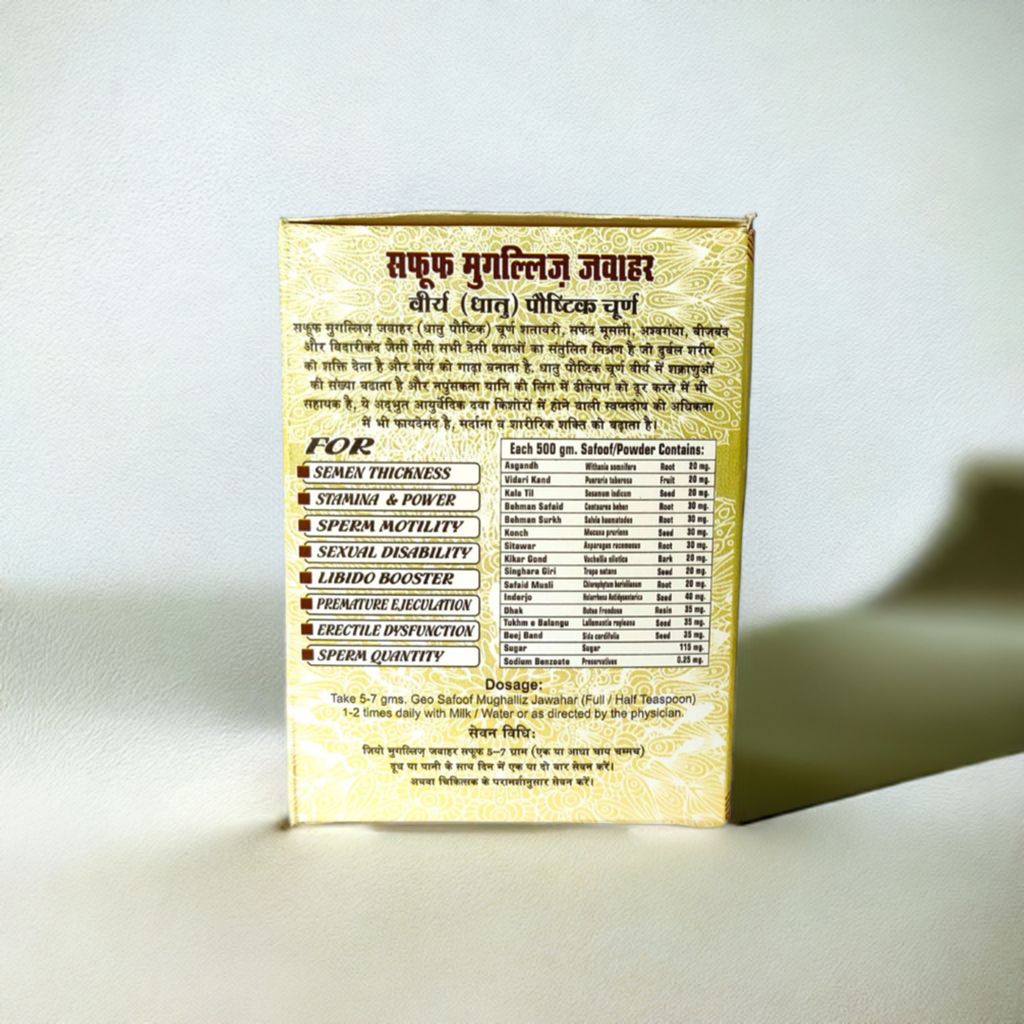 सफूफ मुगल्लिज़ जवाहर
वीर्य (धातु) पौष्टिक चूर्ण
सफूफ मुगल्लिज़ जवाहर (धातु पौष्टिक) चूर्ण शतावरी, सफेद मूसली, अश्वगंधा, बीजबंद
और विदारीकंद जैसी ऐसी सभी देसी दवाओं का संतुलित मिश्रण है जो दुर्बल शरीर
को शक्ति देता है और वीर्य को गाढ़ा बनाता है, धातु पौष्टिक चूर्ण वीर्य में शक्राणुओं
की संख्या बढाता है और नपुंसकता यानि की लिंग में ढीलेपन को दूर करने में भी
सहायक है, ये अदभुत आयुर्वेदिक दवा किशोरों में होने वाली स्वप्नदोष की अधिकता
में भी फायदेमंद है, मर्दाना व शारीरिक शक्ति को बढ़ाता है।
FOR
SEMEN THICKNESS
STAMINA & POWER
SPERM MOTILITY
SEXUAL DISABILITY
LIBIDO BOOSTER
PREMATURE EJECULATION
ERECTILE DYSFUNCTION
SPERM QUANTITY
Each 500 gm. Safoof/Powder Contains:
Asgandh Withania somnifera Root 20 mg.
Vidari Kand Pueraria tuberosa Fruit 20 mg.
Kala Til Sesamum indicum Seed 20 mg.
Behman Safaid Centaurea behen Root 30 mg.
Behman Surkh Salvia haematodes Root 30 mg.
Konch Mucuna pruriens Seed 30 mg.
Sitawar Asparagus racemosus Root 30 mg.
Kikar Gond Vachellia nilotica Bark 20 mg.
Singhara Giri Trapa natans Seed 20 mg.
Safaid Musli Chlorophytum borivilianum Root 20 mg.
Inderjo Holarrhena Antidysenterica Seed 40 mg.
Dhak Butea Frondosa Resin 35 mg.
Tukhm e Balangu Lallemantia royleana Seed 35 mg.
Beej Band Sida cordifolia Seed 35 mg.
Sugar Sugar 115 mg.
Sodium Benzoate Preservatives 0.25 mg.
Dosage:
Take 5-7 gms. Geo Safoof Mughalliz Jawahar (Full / Half Teaspoon)
1-2 times daily with Milk / Water or as directed by the physician.
सेवन विधि:
जियो मुगल्लिज़ जवाहर सफूफ 5–7 ग्राम (एक या आधा चाय चम्मच)
दूध या पानी के साथ दिन में एक या दो बार सेवन करें।
अथवा चिकित्सक के परामर्शानुसार सेवन करें।